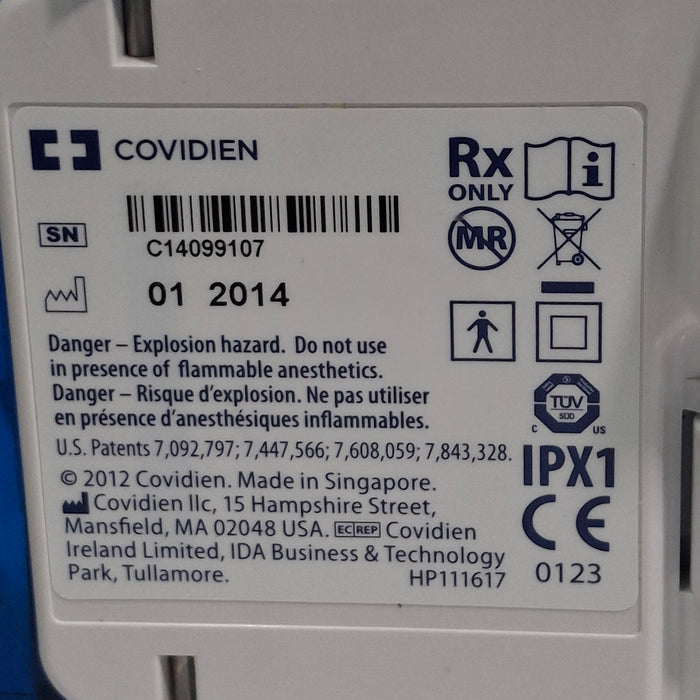 COVIDIEN
Rx
ONLY
i
SN
C14099107
MR
01 2014
Danger – Explosion hazard. Do not use
in presence of flammable anesthetics.
Danger – Risque d'explosion. Ne pas utiliser
en présence d'anesthésiques inflammables.
U.S. Patents 7,092,797; 7,447,566; 7,608,059; 7,843,328.
© 2012 Covidien. Made in Singapore.
Covidien llc, 15 Hampshire Street,
Mansfield, MA 02048 USA. EC REP Covidien
Ireland Limited, IDA Business & Technology
Park, Tullamore.
HP111617
TÜV
SÜD
C US
IPX1
CE
0123